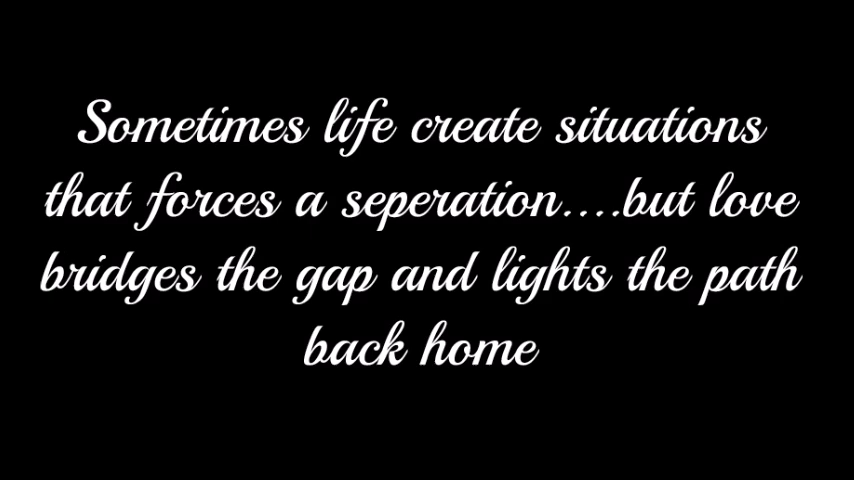 Sometimes life create situations
that forces a seperation....but love
bridges the gap and lights the path
back home